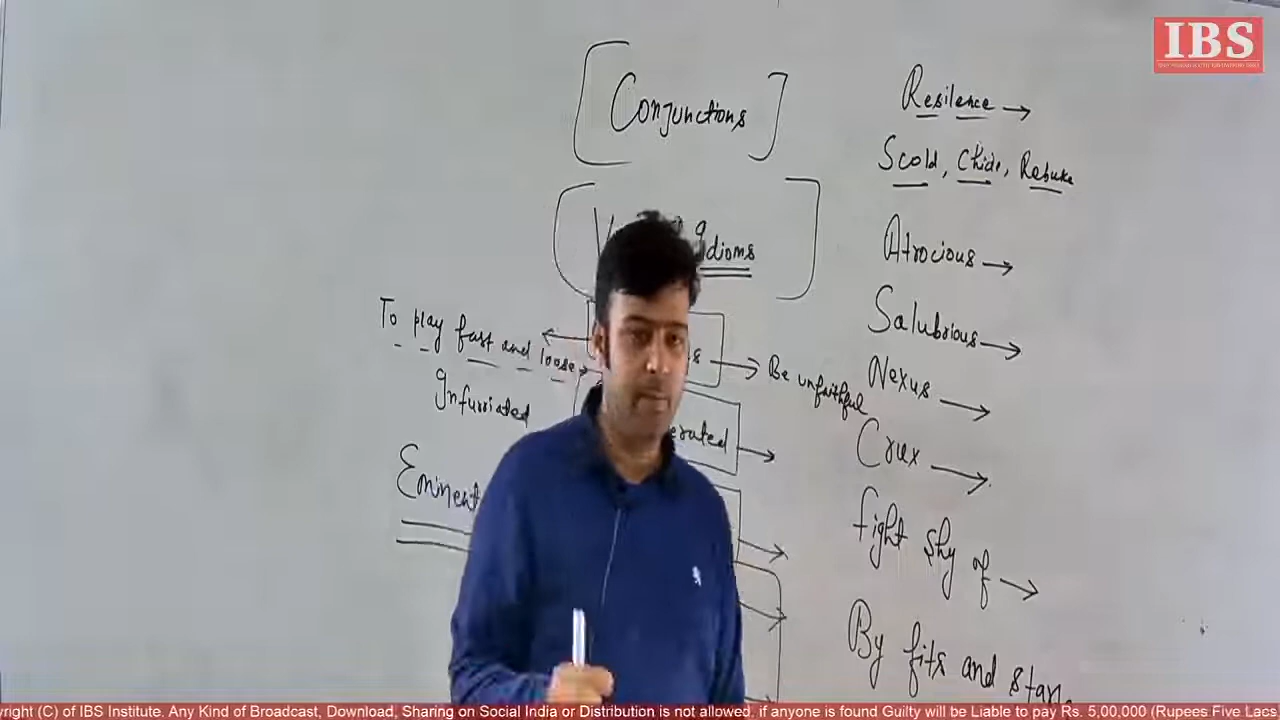 IBS
Conjunctions
Idioms
To play fast and loose
Be unfaithful
Infurriated
erated
Eminent
Resilence →
Scold, Chide, Rebuke
Atrocious →
Salubrious →
Nexus →
Crux →
fight shy of →
By fits and starts
yright (C) of IBS Institute. Any Kind of Broadcast, Download, Sharing on Social India or Distribution is not allowed, if anyone is found Guilty will be Liable to pay Rs. 5,00,000 (Rupees Five Lacs